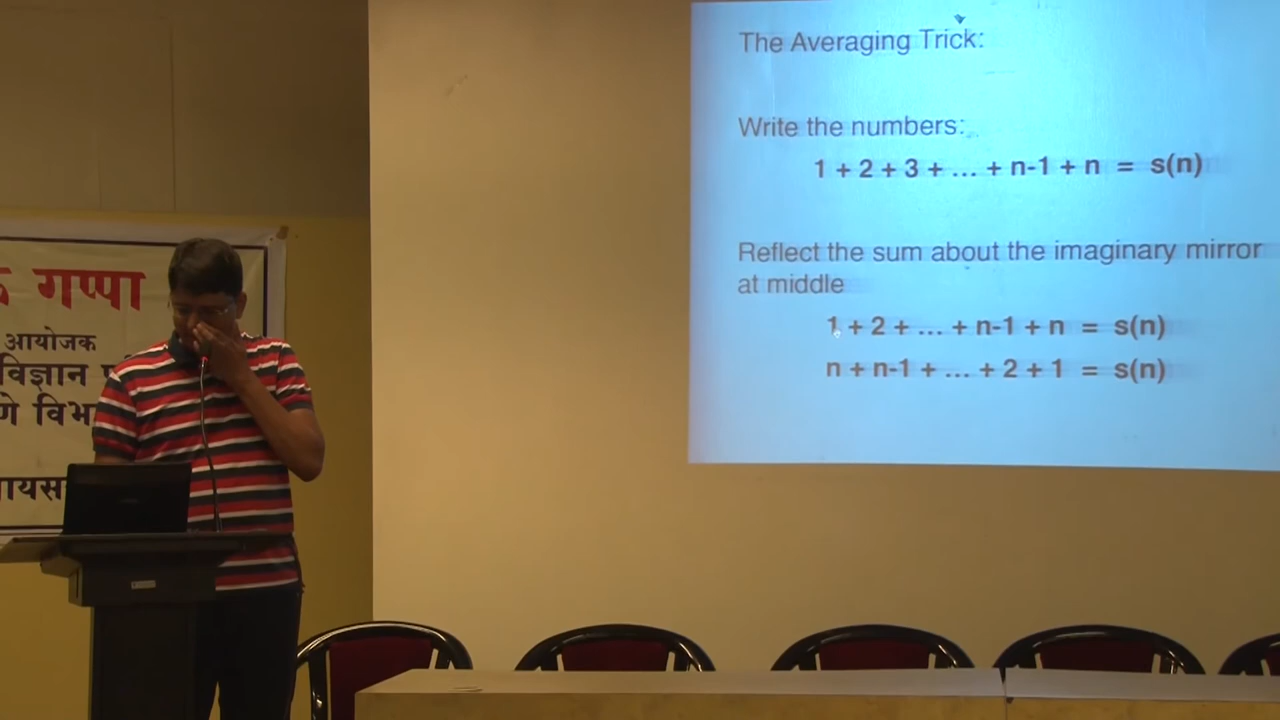 The Averaging Trick:
Write the numbers:
1 + 2 + 3 + ... + n-1 + n = s(n)
Reflect the sum about the imaginary mirror
at middle
1 + 2 + ... + n-1 + n = s(n)
n + n-1 + ... + 2 + 1 = s(n)
गप्पा
आयोजक
विज्ञान